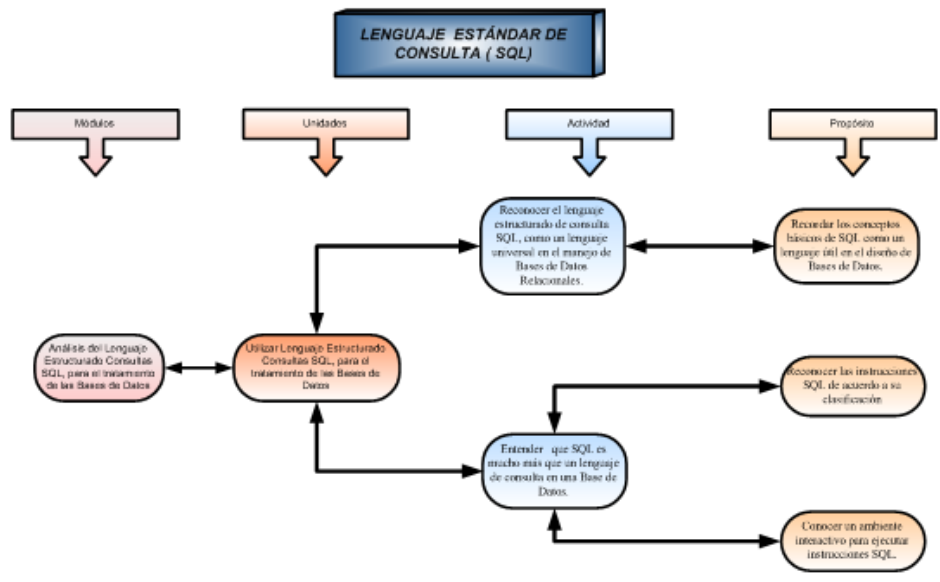 LENGUAJE ESTÁNDAR DE
CONSULTA ( SQL)
Módulos
Unidades
Actividad
Propósito
Reconocer el lenguaje
estructurado de consulta
SQL, como un lenguaje
universal en el manejo de
Bases de Datos
Relacionales.
Recordar los conceptos
básicos de SQL como un
lenguaje útil en el diseño de
Bases de Datos.
Análisis del Lenguaje
Estructurado Consultas
SQL, para el tratamiento
de las Bases de Datos
Utilizar Lenguaje Estructurado
Consultas SQL, para el
tratamiento de las Bases de
Datos
Reconocer las instrucciones
SQL de acuerdo a su
clasificación
Entender que SQL es
mucho más que un lenguaje
de consulta en una Base de
Datos.
Conocer un ambiente
interactivo para ejecutar
instrucciones SQL.